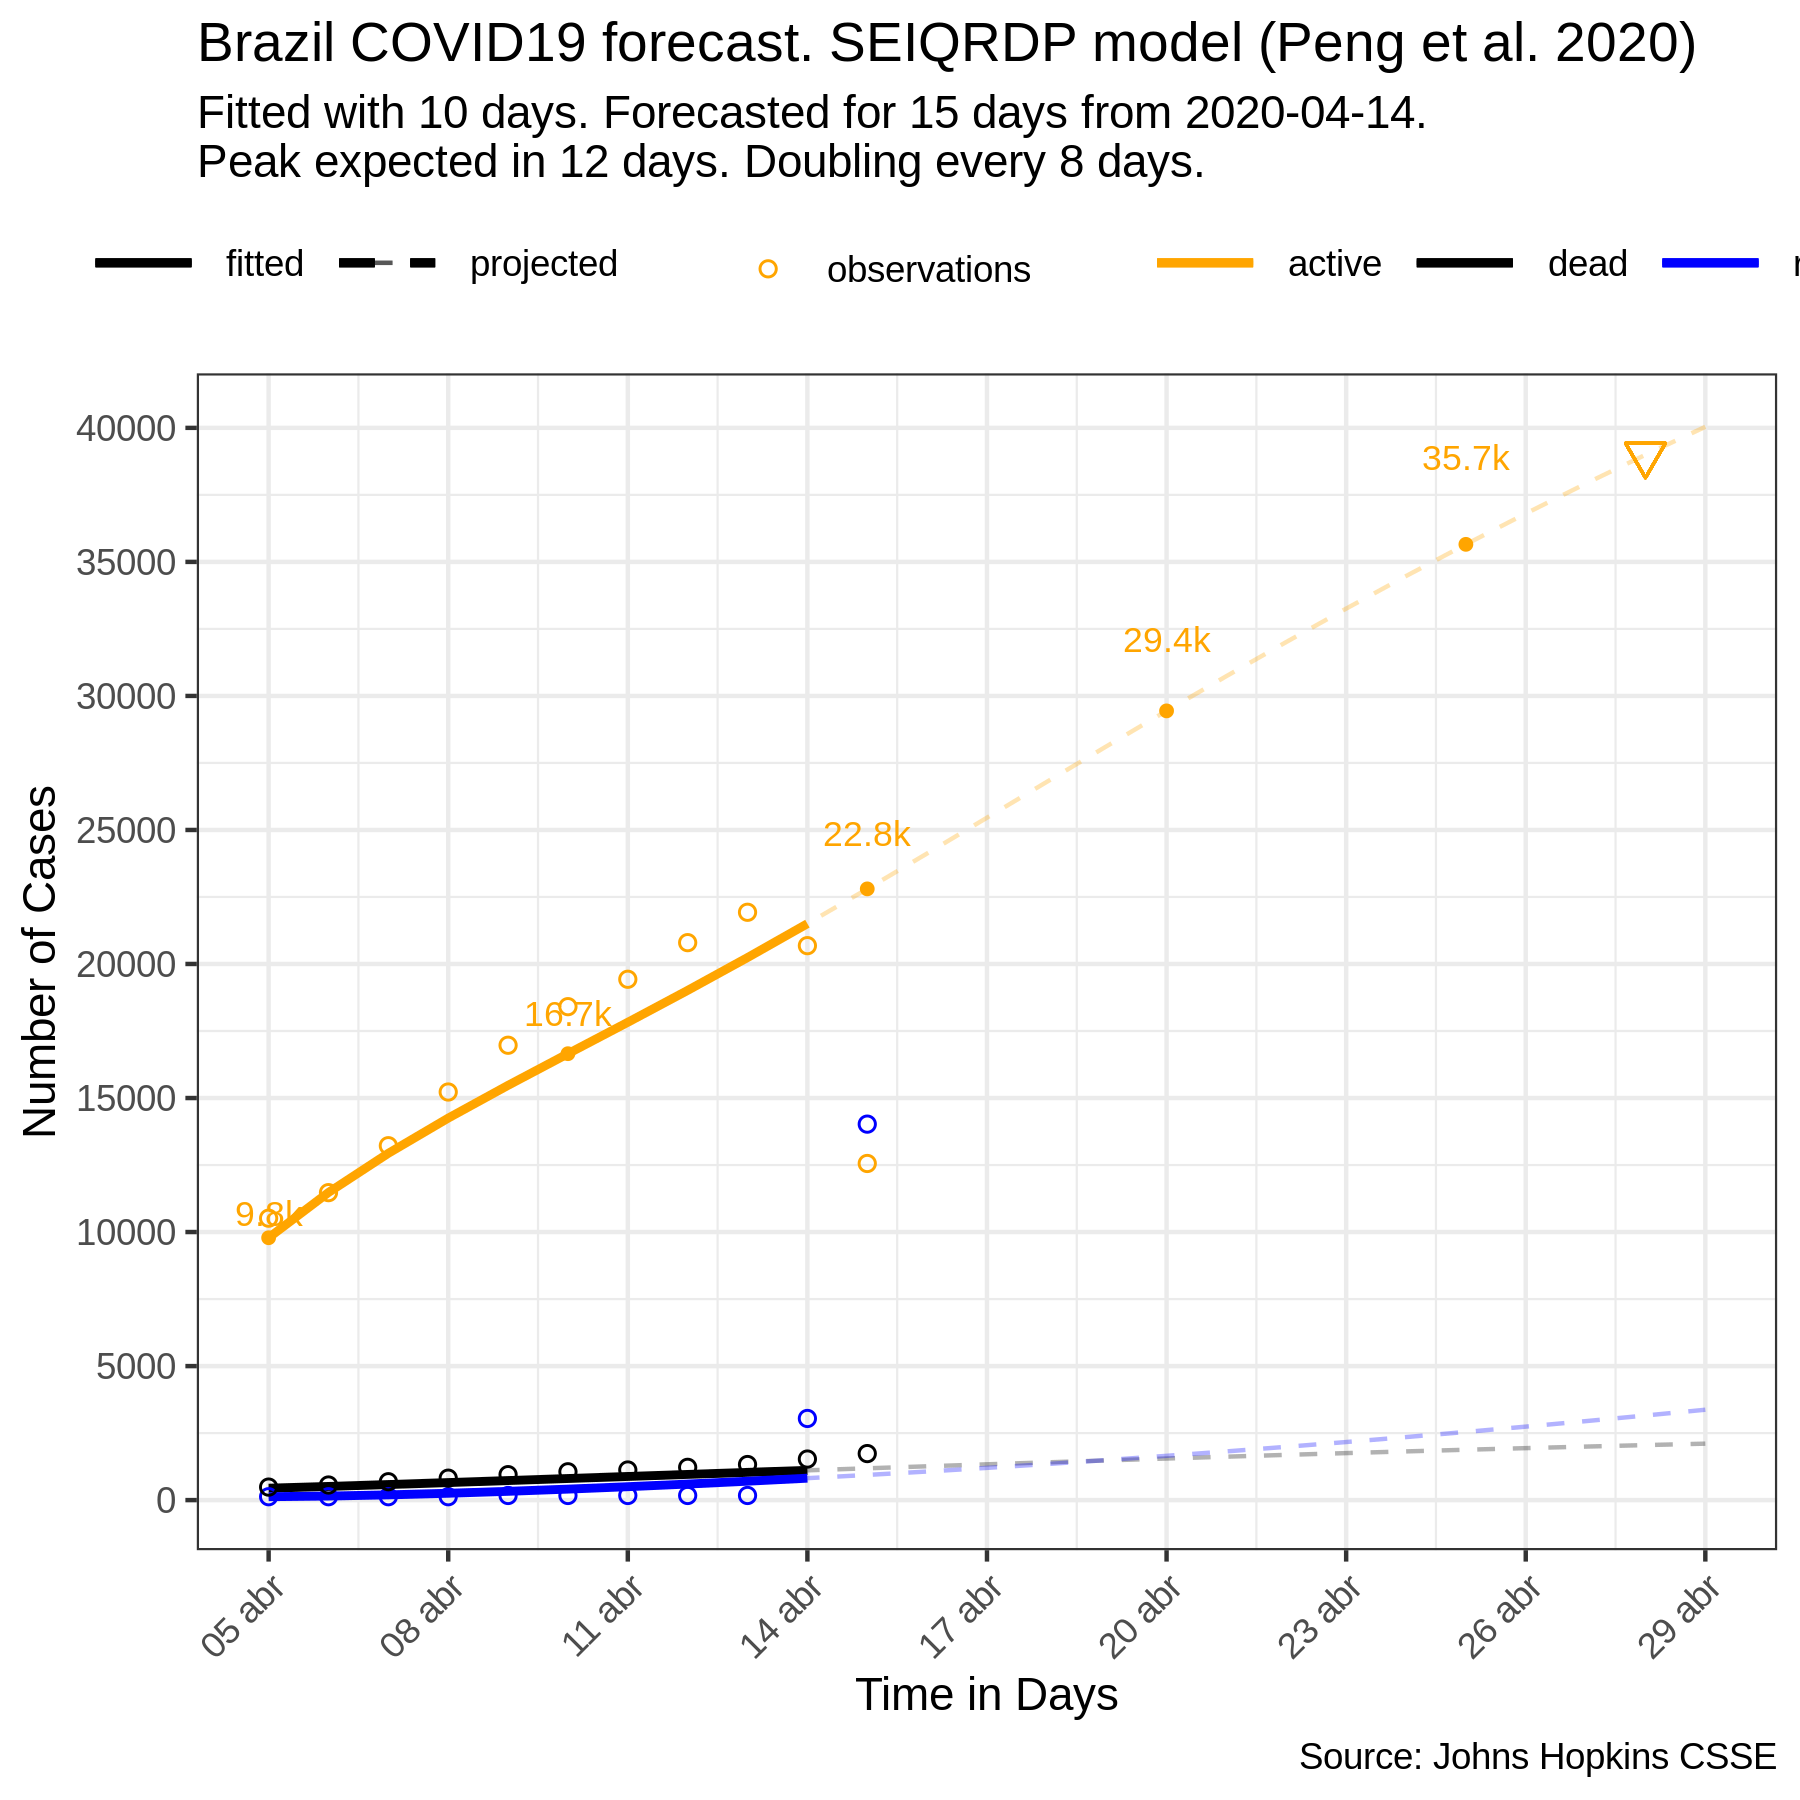 Brazil COVID19 forecast. SEIQRDP model (Peng et al. 2020)
Fitted with 10 days. Forecasted for 15 days from 2020-04-14.
Peak expected in 12 days. Doubling every 8 days.
fitted projected observations active dead
40000
35000
30000
25000
20000
15000
10000
5000
0
35.7k
29.4k
22.8k
16.7k
9.8k
Number of Cases
05 abr 08 abr 11 abr 14 abr 17 abr 20 abr 23 abr 26 abr 29 abr
Time in Days
Source: Johns Hopkins CSSE